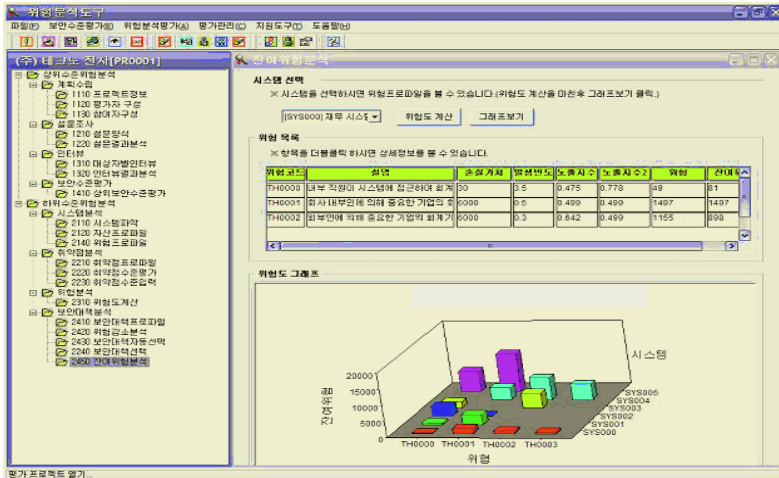 위험분석도구
파일(F) 보안수준평가(E) 위험분석평가(A) 평가관리(C) 지원도구(T) 도움말(H)
(주) 테크노 전사[PR0001]
상위수준위험분석
계획수립
1110 프로젝트정보
1120 평가자 구성
1130 참여자구성
설문조사
1210 설문양식
1220 설문결과분석
인터뷰
1310 대상자별인터뷰
1320 인터뷰결과분석
보안수준평가
1410 상위보안수준평가
하위수준위험분석
시스템분석
2110 시스템파악
2120 자산프로파일
2140 위협프로파일
취약점분석
2210 취약점프로파일
2220 취약점수준평가
2230 취약점수준입력
위험분석
2310 위험도계산
보안대책분석
2410 보안대책프로파일
2420 위험감소분석
2430 보안대책자동선택
2240 보안대책선택
2450 잔여위험분석
잔여위험분석
시스템 선택
※ 시스템을 선택하시면 위험프로파일을 볼 수 있습니다.(위험도 계산을 마친후 그래프보기 클릭.)
[SYS000] 재무 시스템 위험도 계산 그래프보기
위험 목록
※ 항목을 더블클릭 하시면 상세정보를 볼 수 있습니다.
위험코드 설명 손실가치 발생빈도 노출지수 노출지수2 위험 잔여위
TH0000 내부 직원이 시스템에 접근하여 회계 30 3.5 0.475 0.778 49 81
TH0001 회사 내부인에 의해 중요한 기업의 회 6000 0.5 0.499 0.499 1497 1497
TH0002 외부인에 의해 중요한 기업의 회계기 6000 0.3 0.642 0.499 1155 898
위험도 그래프
시스템
잔여위험
20000
15000
10000
5000
0
SYS005
SYS004
SYS003
SYS002
SYS001
SYS000
TH0000 TH0001 TH0002 TH0003
위험
평가 프로젝트 열기..